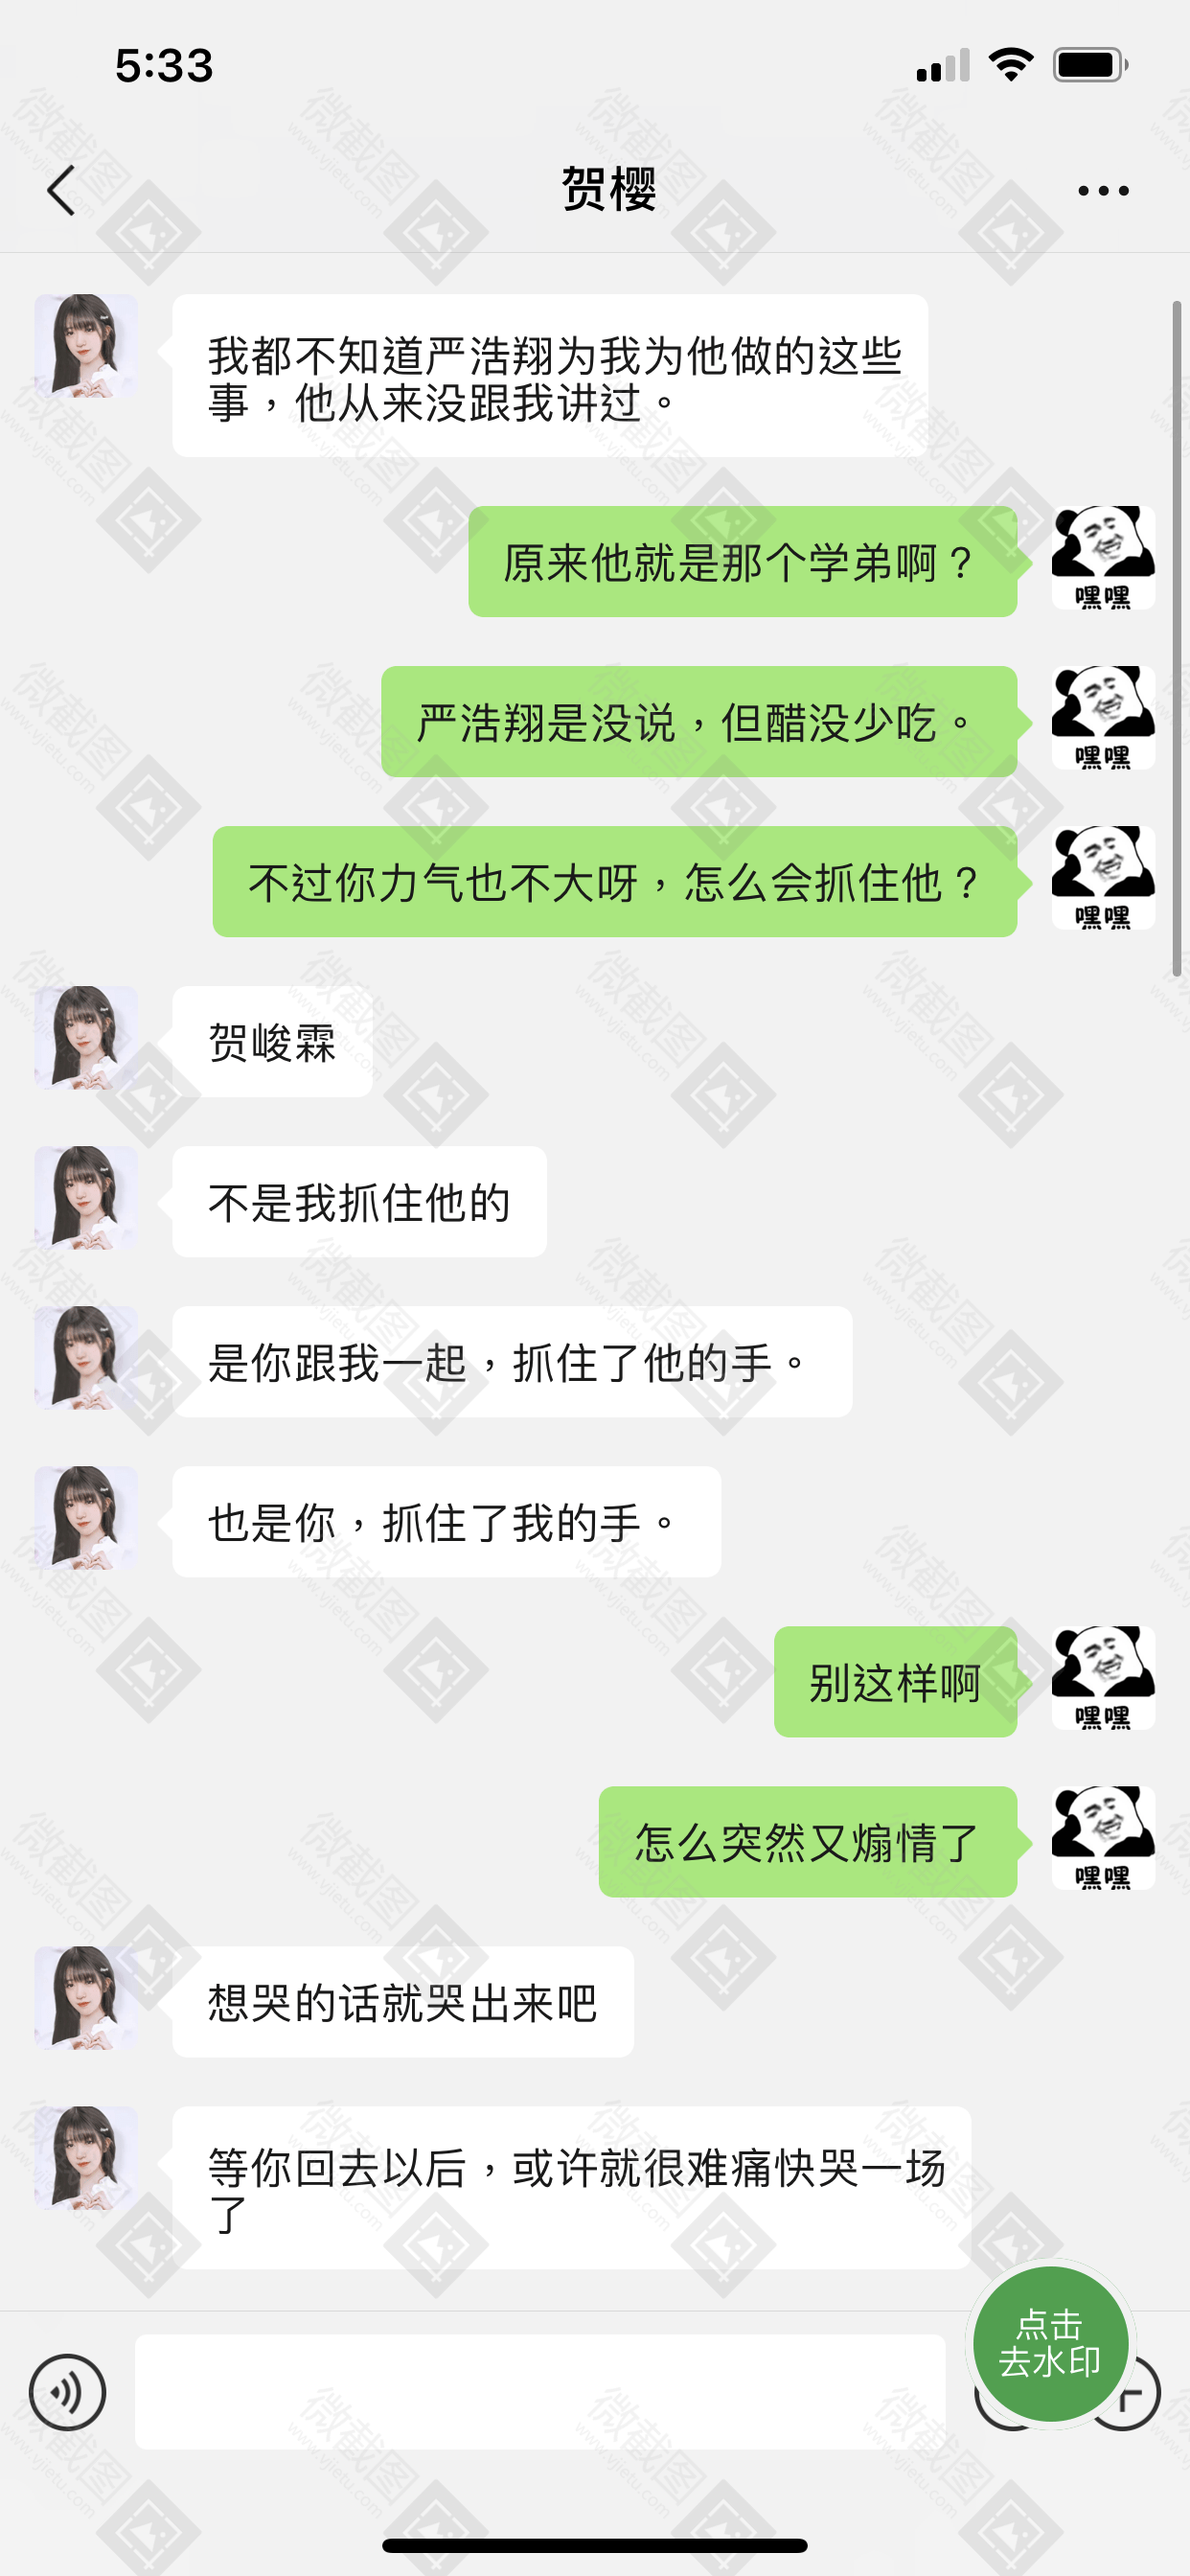 5:33
贺樱
我都不知道严浩翔为我为他做的这些
事，他从来没跟我讲过。
原来他就是那个学弟啊？
嘿嘿
严浩翔是没说，但醋没少吃。
嘿嘿
不过你力气也不大呀，怎么会抓住他？
嘿嘿
贺峻霖
不是我抓住他的
是你跟我一起，抓住了他的手。
也是你，抓住了我的手。
别这样啊
嘿嘿
怎么突然又煽情了
嘿嘿
想哭的话就哭出来吧
等你回去以后，或许就很难痛快哭一场
了
点击
去水印
微截图
www.vjietu.com